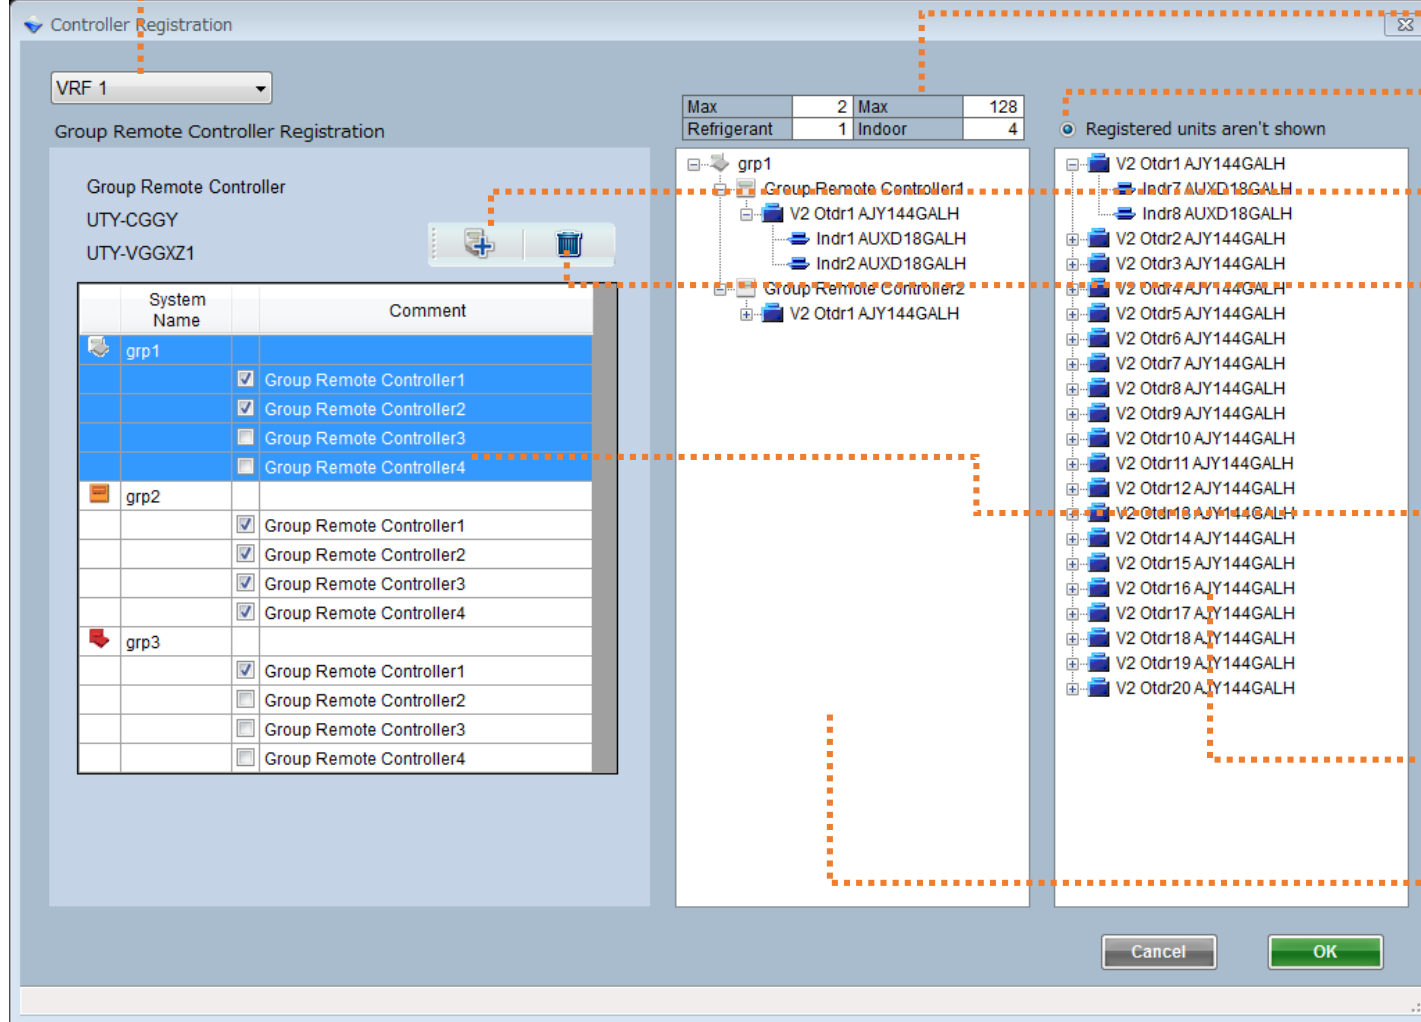 Controller Registration
VRF 1
Group Remote Controller Registration
Group Remote Controller
UTY-CGGY
UTY-VGGXZ1
System Name Comment
grp1
Group Remote Controller1
Group Remote Controller2
Group Remote Controller3
Group Remote Controller4
grp2
Group Remote Controller1
Group Remote Controller2
Group Remote Controller3
Group Remote Controller4
grp3
Group Remote Controller1
Group Remote Controller2
Group Remote Controller3
Group Remote Controller4
Max 2 Max 128
Refrigerant 1 Indoor 4
grp1
Group Remote Controller1
V2 Otdr1 AJY144GALH
Indr1 AUXD18GALH
Indr2 AUXD18GALH
Group Remote Controller2
V2 Otdr1 AJY144GALH
Registered units aren't shown
V2 Otdr1 AJY144GALH
Indr7 AUXD18GALH
Indr8 AUXD18GALH
V2 Otdr2 AJY144GALH
V2 Otdr3 AJY144GALH
V2 Otdr4 AJY144GALH
V2 Otdr5 AJY144GALH
V2 Otdr6 AJY144GALH
V2 Otdr7 AJY144GALH
V2 Otdr8 AJY144GALH
V2 Otdr9 AJY144GALH
V2 Otdr10 AJY144GALH
V2 Otdr11 AJY144GALH
V2 Otdr12 AJY144GALH
V2 Otdr13 AJY144GALH
V2 Otdr14 AJY144GALH
V2 Otdr15 AJY144GALH
V2 Otdr16 AJY144GALH
V2 Otdr17 AJY144GALH
V2 Otdr18 AJY144GALH
V2 Otdr19 AJY144GALH
V2 Otdr20 AJY144GALH
Cancel
OK